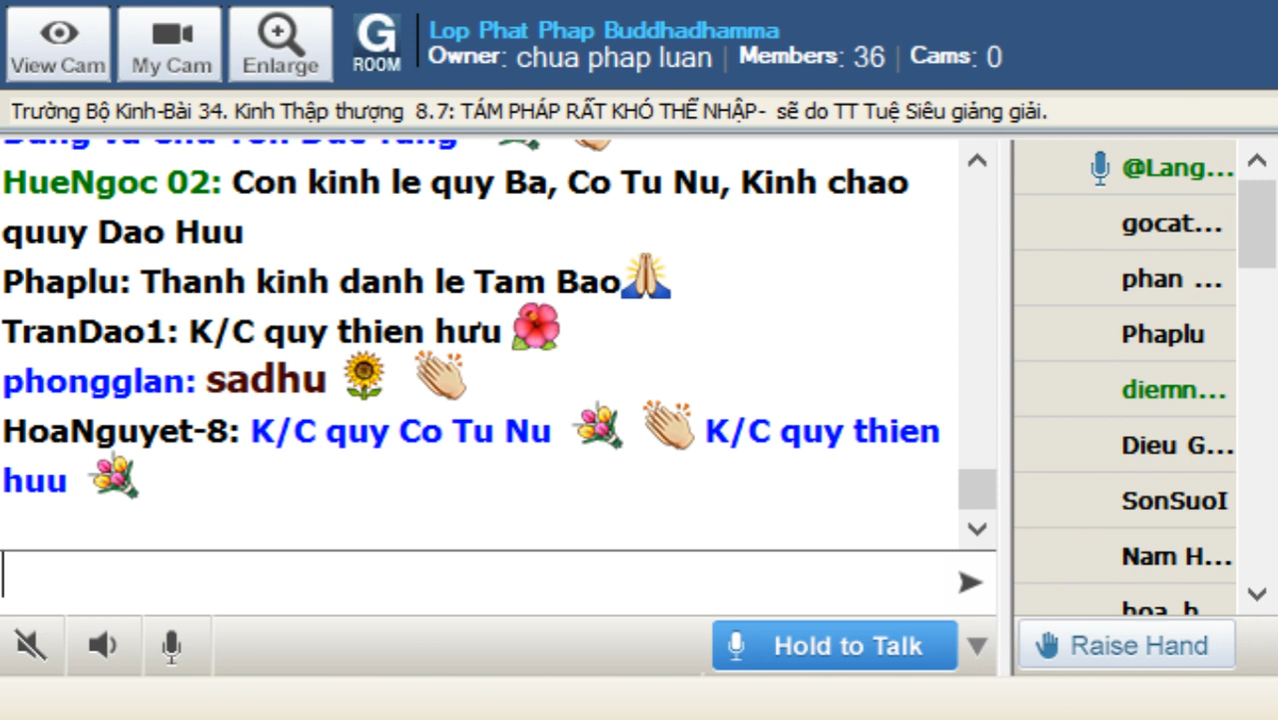 Lop Phat Phap Buddhadhamma
View Cam
My Cam
Enlarge
G
ROOM
Owner: chua phap luan | Members: 36 | Cams: 0
Trường Bộ Kinh-Bài 34. Kinh Thập thượng 8.7: TÁM PHÁP RẤT KHÓ THỂ NHẬP- sẽ do TT Tuệ Siêu giảng giải.
HueNgoc 02: Con kinh le quy Ba, Co Tu Nu, Kinh chao
quuy Dao Huu
Phaplu: Thanh kinh danh le Tam Bao
TranDao1: K/C quy thien hưu
phongglan: sadhu
HoaNguyet-8: K/C quy Co Tu Nu K/C quy thien
huu
@Lang...
gocat...
phan ...
Phaplu
diemn...
Dieu G...
SonSuoI
Nam H...
Hold to Talk
Raise Hand